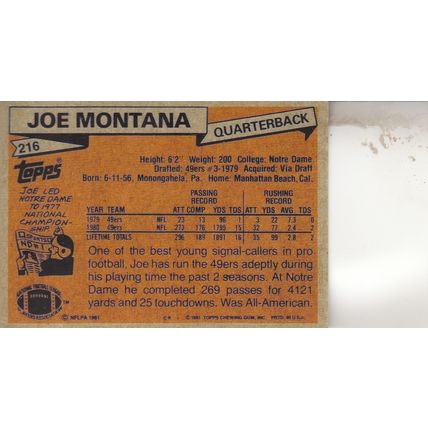 JOE MONTANA
QUARTERBACK
216
TOPPS
Height: 6'2" Weight: 200 College: Notre Dame
Drafted: 49ers #3-1979 Acquired: Via Draft
Born: 6-11-56, Monongahela, Pa. Home: Manhattan Beach, Cal.
JOE LED
NOTRE DAME
TO 1977
NATIONAL
CHAMPION-
SHIP.
PASSING RUSHING
RECORD RECORD
YEAR TEAM ATT COMP YDS TDS ATT YDS AVG. TDS
1979 49ers NFL 23 13 96 1 3 22 7.3 0
1980 49ers NFL 273 176 1795 15 32 77 2.4 2
LIFETIME TOTALS 296 189 1891 16 35 99 2.8 2
One of the best young signal-callers in pro
football, Joe has run the 49ers adeptly during
his playing time the past 2 seasons. At Notre
Dame he completed 269 passes for 4121
yards and 25 touchdowns. Was All-American.
© NFLPA 1981
© 1981 TOPPS CHEWING GUM, INC. PRTD. IN U.S.A.